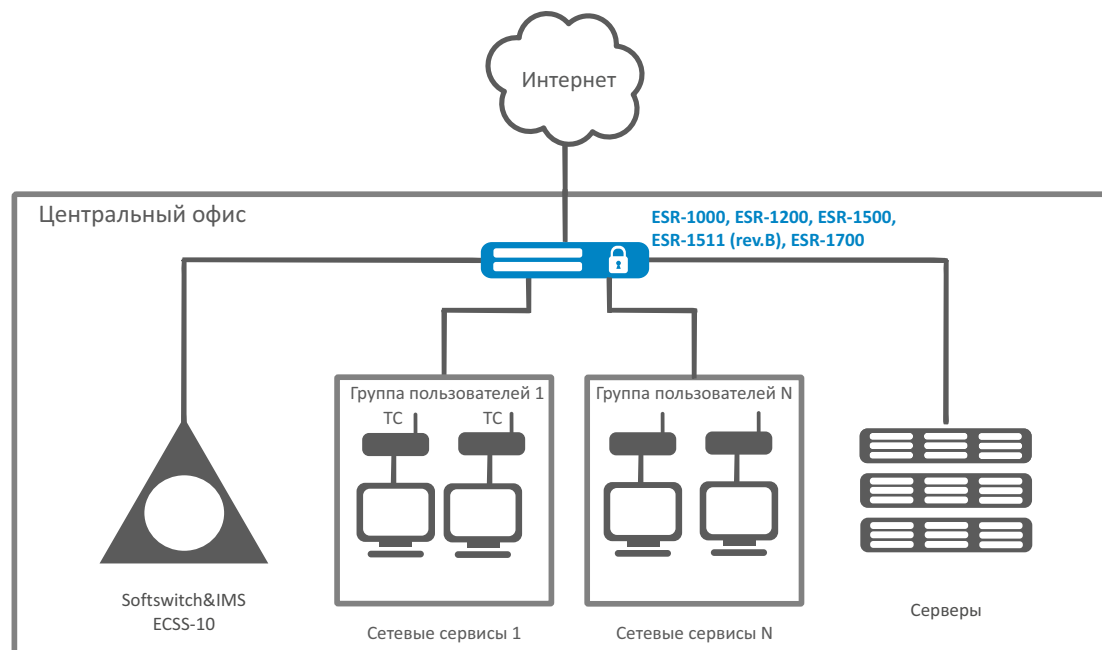 Интернет
Центральный офис
ESR-1000, ESR-1200, ESR-1500,
ESR-1511 (rev.B), ESR-1700
Группа пользователей 1
ТС
ТС
Группа пользователей N
Softswitch&IMS
ECSS-10
Сетевые сервисы 1
Сетевые сервисы N
Серверы